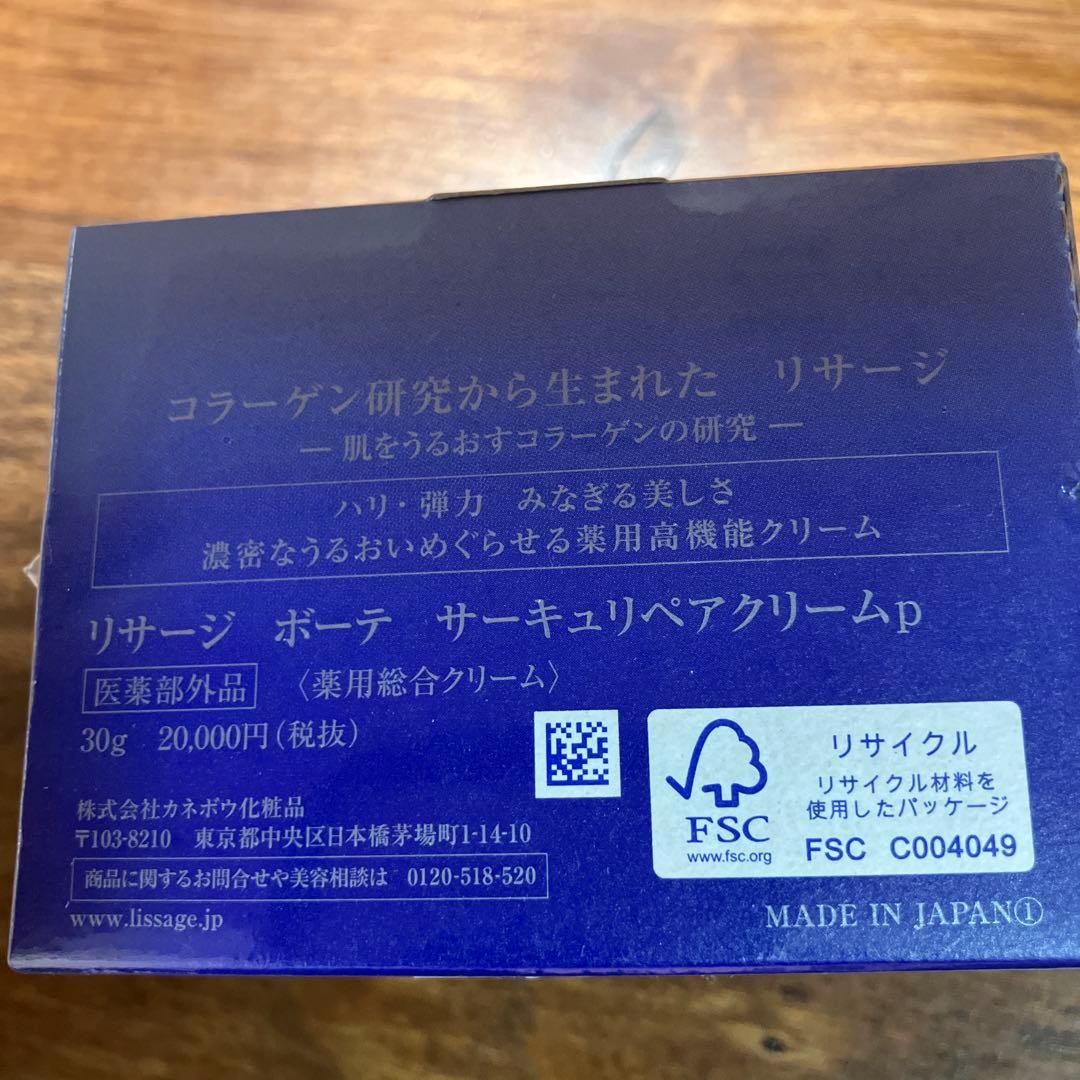 コラーゲン研究から生まれた　リサージ
― 肌をうるおすコラーゲンの研究 ―
ハリ・弾力　みなぎる美しさ
濃密なうるおいめぐらせる薬用高機能クリーム
リサージ　ボーテ　サーキュリペアクリームp
医薬部外品　〈薬用総合クリーム〉
30g　20,000円(税抜)
株式会社カネボウ化粧品
〒103-8210　東京都中央区日本橋茅場町1-14-10
商品に関するお問合せや美容相談は　0120-518-520
www.lissage.jp
FSC
www.fsc.org
リサイクル
リサイクル材料を
使用したパッケージ
FSC C004049
MADE IN JAPAN①